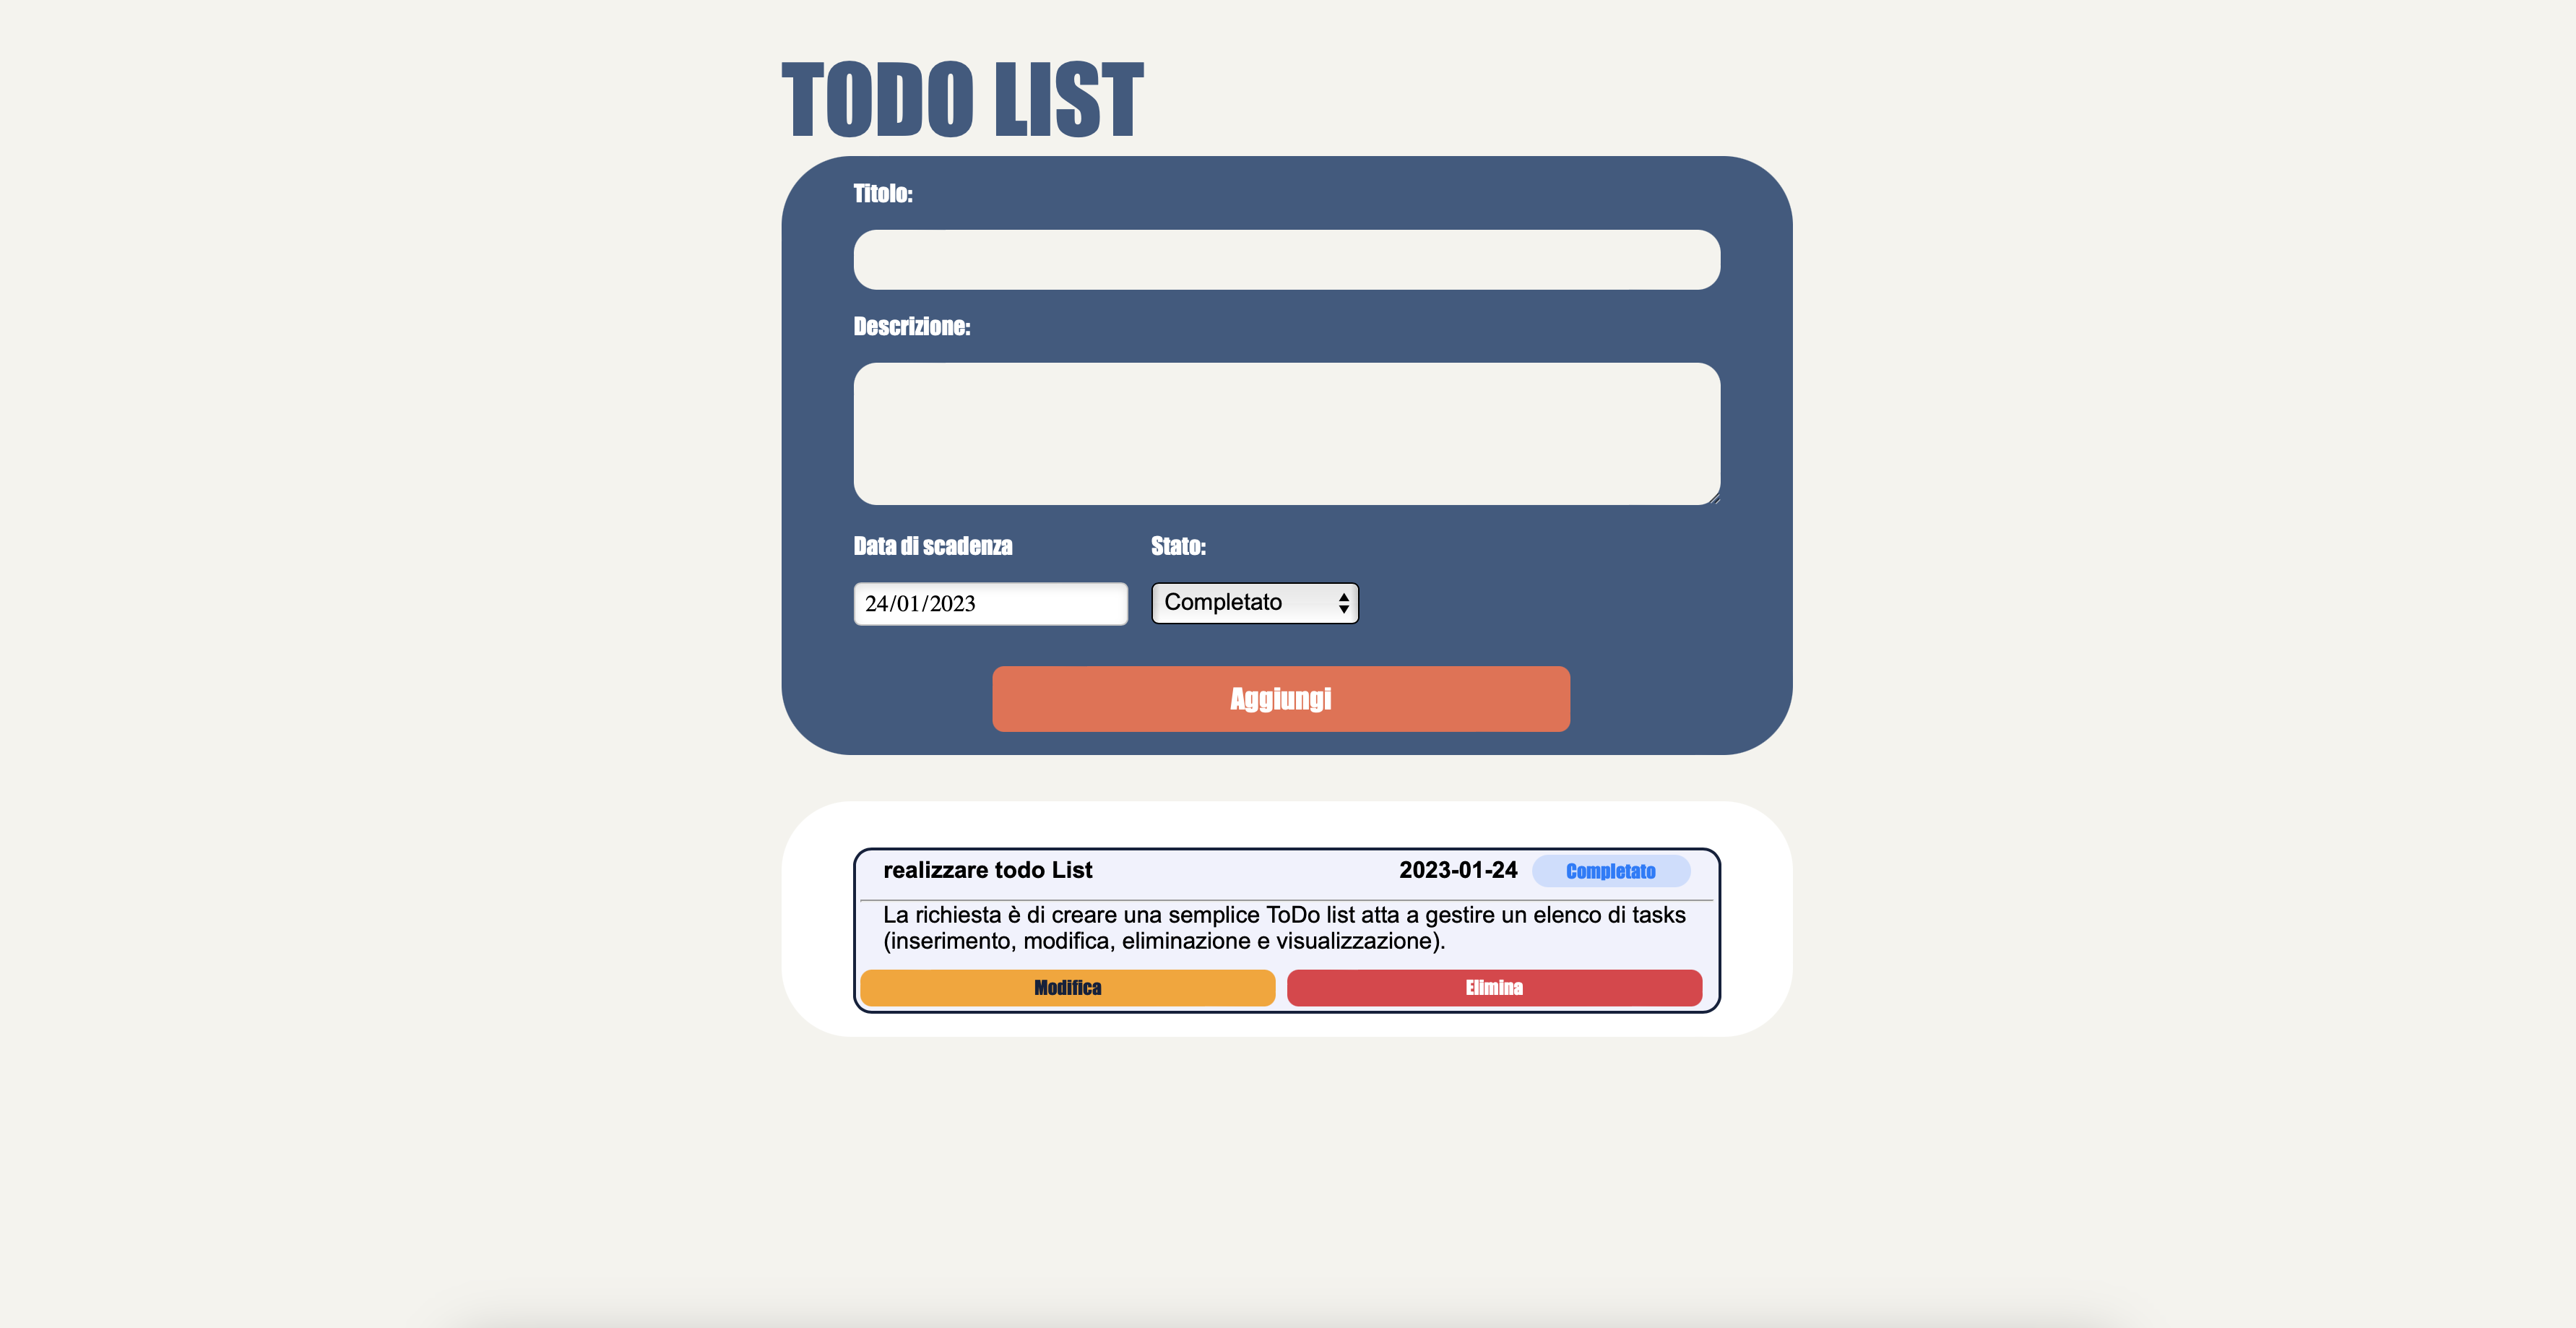 TODO LIST
Titolo:
Descrizione:
Data di scadenza
Stato:
24/01/2023
Completato
Aggiungi
realizzare todo List
2023-01-24
Completato
La richiesta è di creare una semplice ToDo list atta a gestire un elenco di tasks
(inserimento, modifica, eliminazione e visualizzazione).
Modifica
Elimina